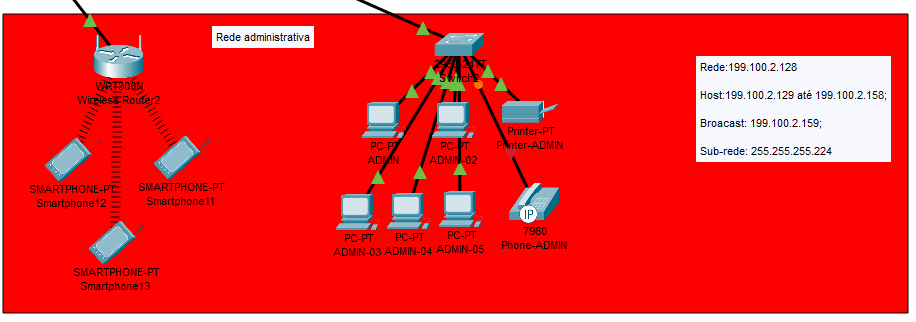 Rede administrativa
WRT300N
Wireless Router2
SMARTPHONE-PT
Smartphone12
SMARTPHONE-PT
Smartphone11
SMARTPHONE-PT
Smartphone13
Switch2
PC-PT
ADMIN
PC-PT
ADMIN-02
Printer-PT
Printer-ADMIN
PC-PT
ADMIN-03
PC-PT
ADMIN-04
PC-PT
ADMIN-05
IP
7960
Phone-ADMIN
Rede:199.100.2.128
Host:199.100.2.129 até 199.100.2.158;
Broacast: 199.100.2.159;
Sub-rede: 255.255.255.224